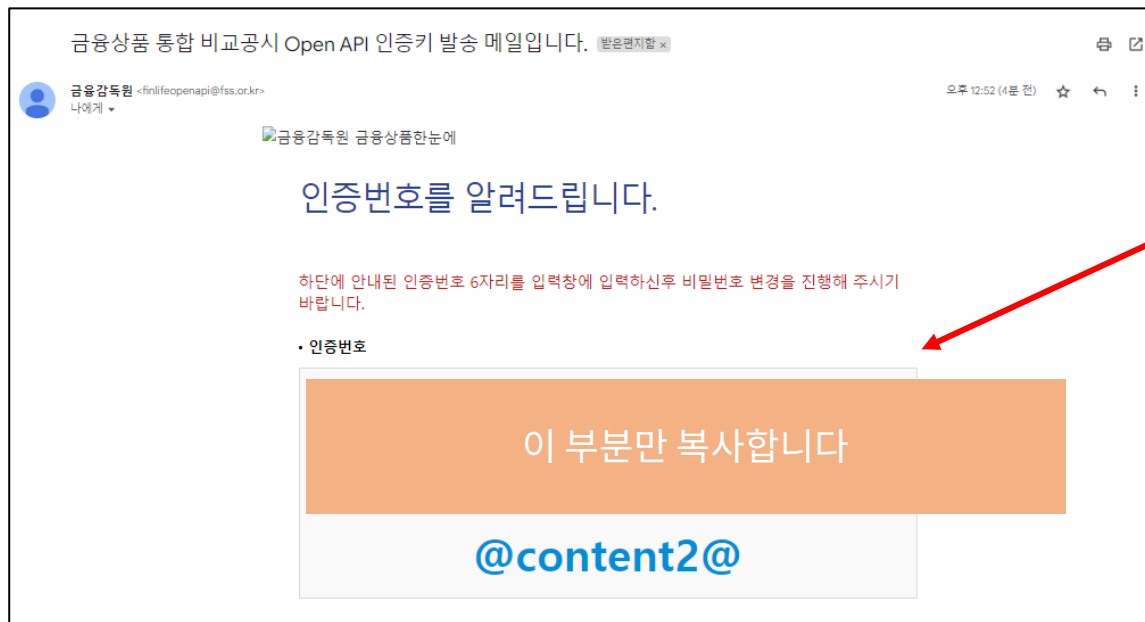 금융상품 통합 비교공시 Open API 인증키 발송 메일입니다. 받은편지함 ×
금융감독원 <finlifeopenapi@fss.or.kr>
오후 12:52 (4분 전)
나에게
금융감독원 금융상품한눈에
인증번호를 알려드립니다.
하단에 안내된 인증번호 6자리를 입력창에 입력하신후 비밀번호 변경을 진행해 주시기
바랍니다.
• 인증번호
이 부분만 복사합니다
@content2@